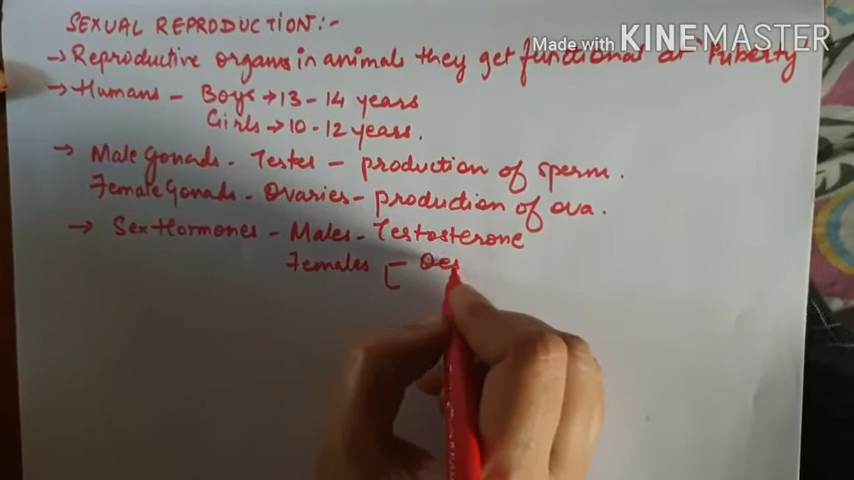 SEXUAL REPRODUCTION:-
Made with KINEMASTER
→ Reproductive organs in animals they get functional at Puberty
→ Humans - Boys → 13 - 14 years
Girls → 10 - 12 years.
→ Male Gonads - Testes - production of sperm.
Female Gonads - Ovaries - production of ova.
→ Sex Hormones - Males - Testosterone
Females [- Oes